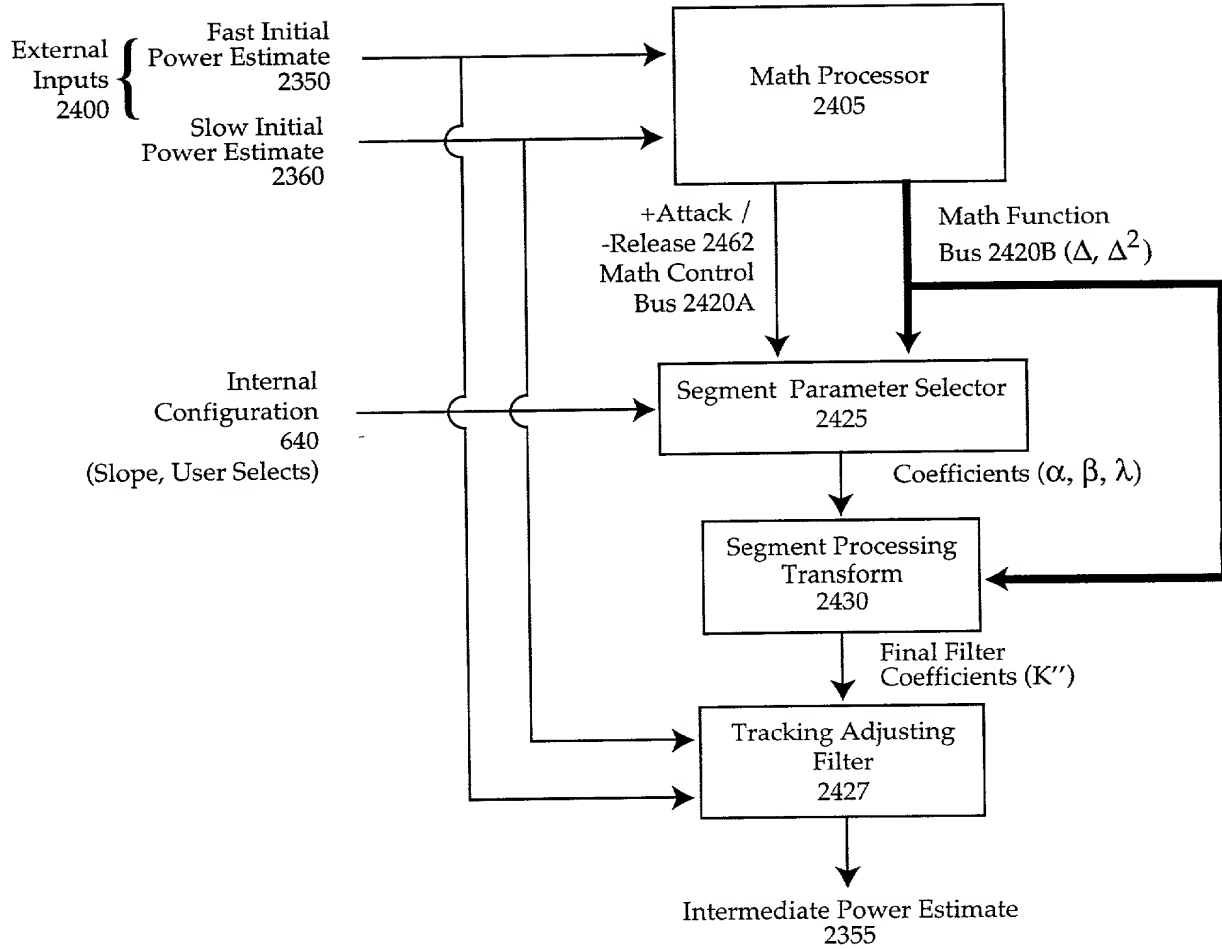 External
Inputs
2400
Fast Initial
Power Estimate
2350
Slow Initial
Power Estimate
2360
Math Processor
2405
+Attack /
-Release 2462
Math Control
Bus 2420A
Math Function
Bus 2420B (Δ, Δ²)
Internal
Configuration
640
(Slope, User Selects)
Segment Parameter Selector
2425
Coefficients (α, β, λ)
Segment Processing
Transform
2430
Final Filter
Coefficients (K'')
Tracking Adjusting
Filter
2427
Intermediate Power Estimate
2355